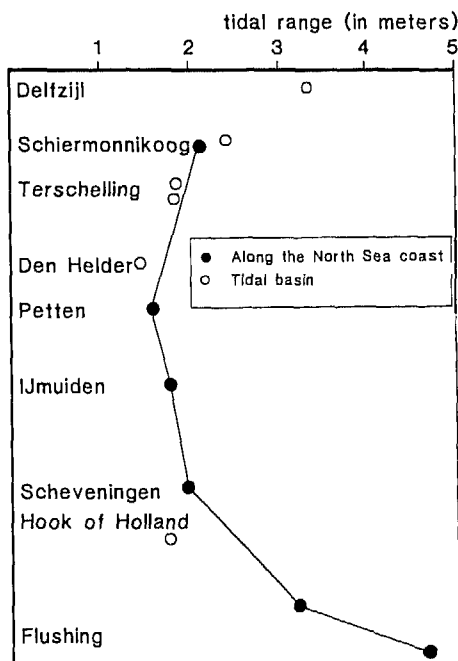 tidal range (in meters)
1 2 3 4 5
Delfzijl
Schiermonnikoog
Terschelling
Den Helder
Along the North Sea coast
Tidal basin
Petten
IJmuiden
Scheveningen
Hook of Holland
Flushing